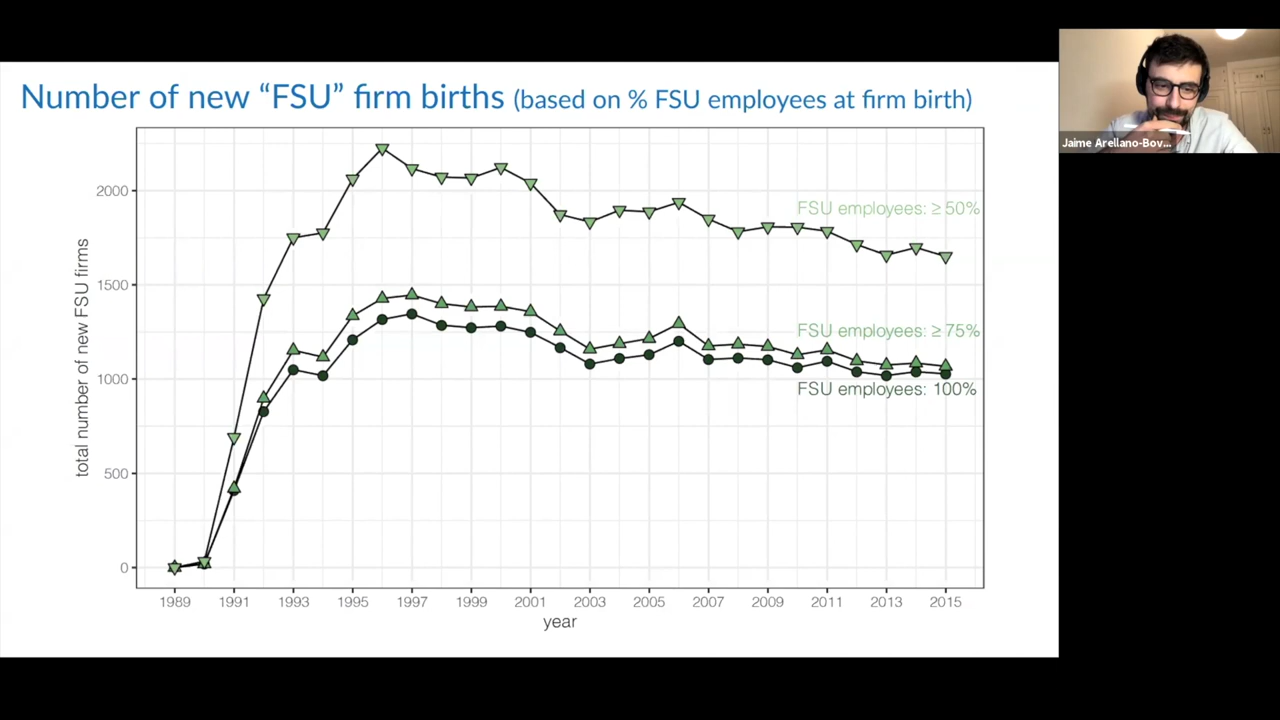 Number of new “FSU” firm births (based on % FSU employees at firm birth)
Jaime Arellano-Bov...
total number of new FSU firms
2000
1500
1000
500
0
FSU employees: ≥ 50%
FSU employees: ≥ 75%
FSU employees: 100%
1989 1991 1993 1995 1997 1999 2001 2003 2005 2007 2009 2011 2013 2015
year